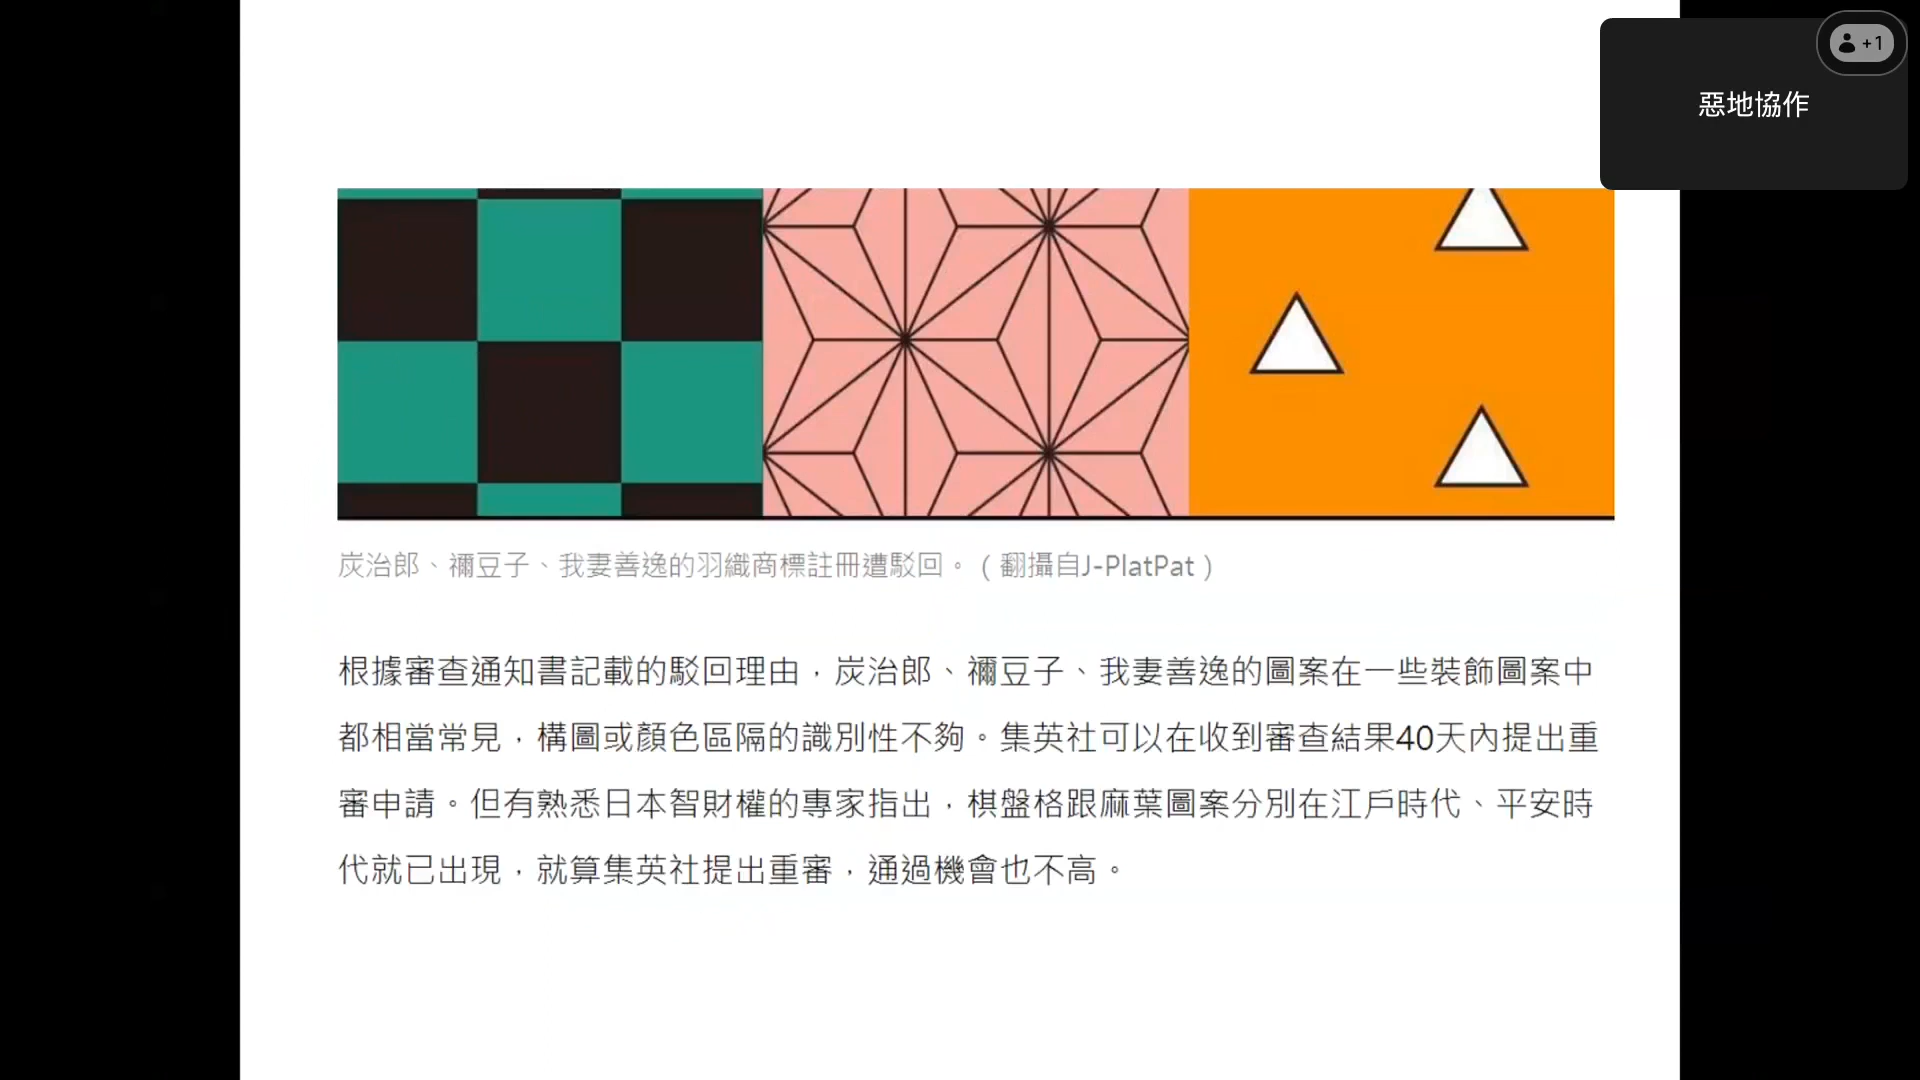 +1
惡地協作
炭治郎、禰豆子、我妻善逸的羽織商標註冊遭駁回。（翻攝自J-PlatPat）
根據審查通知書記載的駁回理由，炭治郎、禰豆子、我妻善逸的圖案在一些裝飾圖案中
都相當常見，構圖或顏色區隔的識別性不夠。集英社可以在收到審查結果40天內提出重
審申請。但有熟悉日本智財權的專家指出，棋盤格跟麻葉圖案分別在江戶時代、平安時
代就已出現，就算集英社提出重審，通過機會也不高。